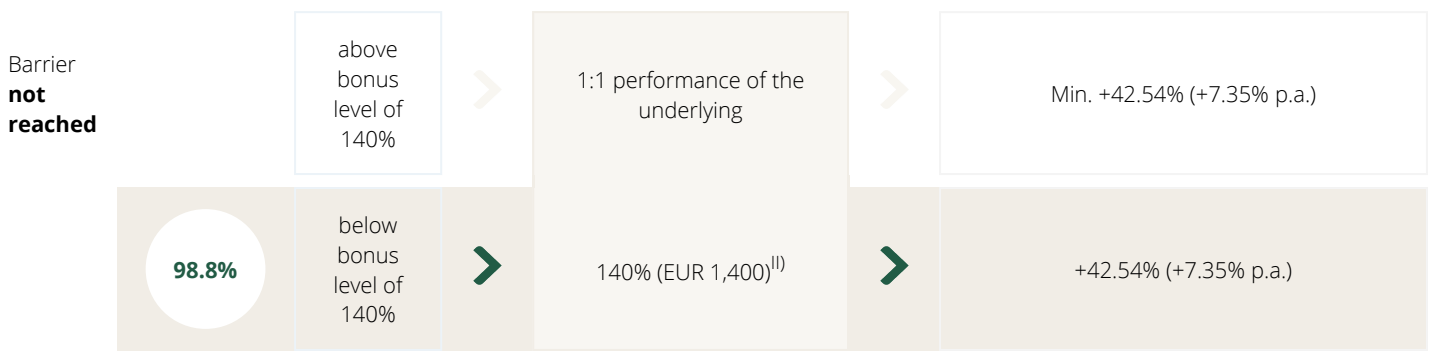 Barrier
not
reached
above
bonus
level of
140%
1:1 performance of the
underlying
Min. +42.54% (+7.35% p.a.)
98.8%
below
bonus
level of
140%
140% (EUR 1,400)II)
+42.54% (+7.35% p.a.)